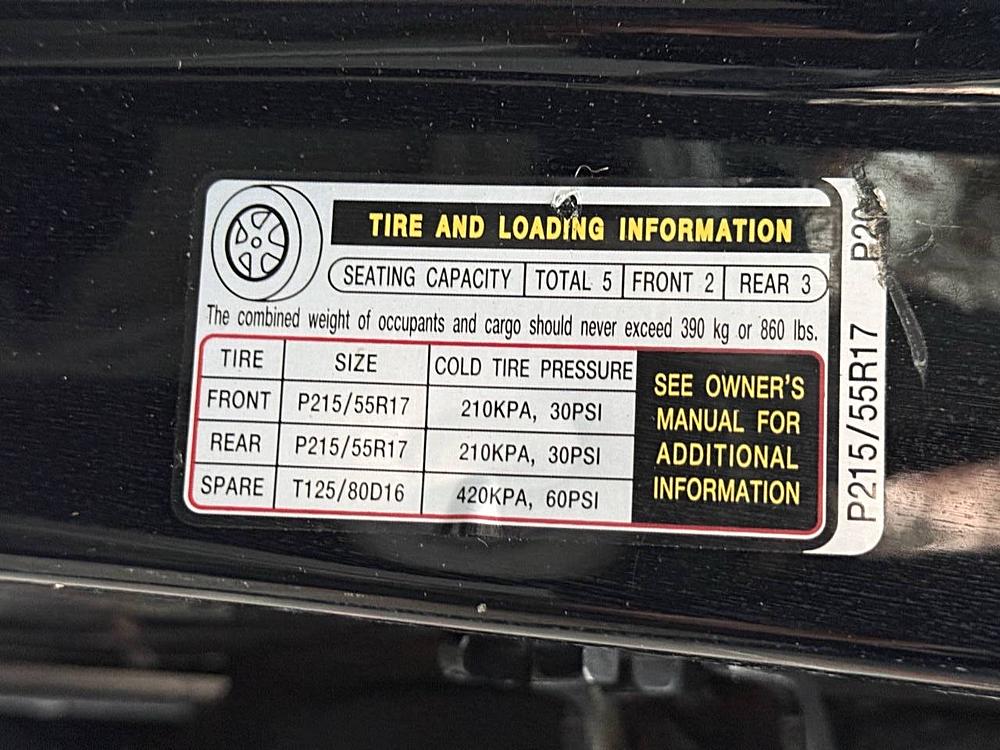 TIRE AND LOADING INFORMATION
SEATING CAPACITY TOTAL 5 FRONT 2 REAR 3
The combined weight of occupants and cargo should never exceed 390 kg or 860 lbs.
TIRE SIZE COLD TIRE PRESSURE
FRONT P215/55R17 210KPA, 30PSI
REAR P215/55R17 210KPA, 30PSI
SPARE T125/80D16 420KPA, 60PSI
SEE OWNER'S
MANUAL FOR
ADDITIONAL
INFORMATION
P215/55R17